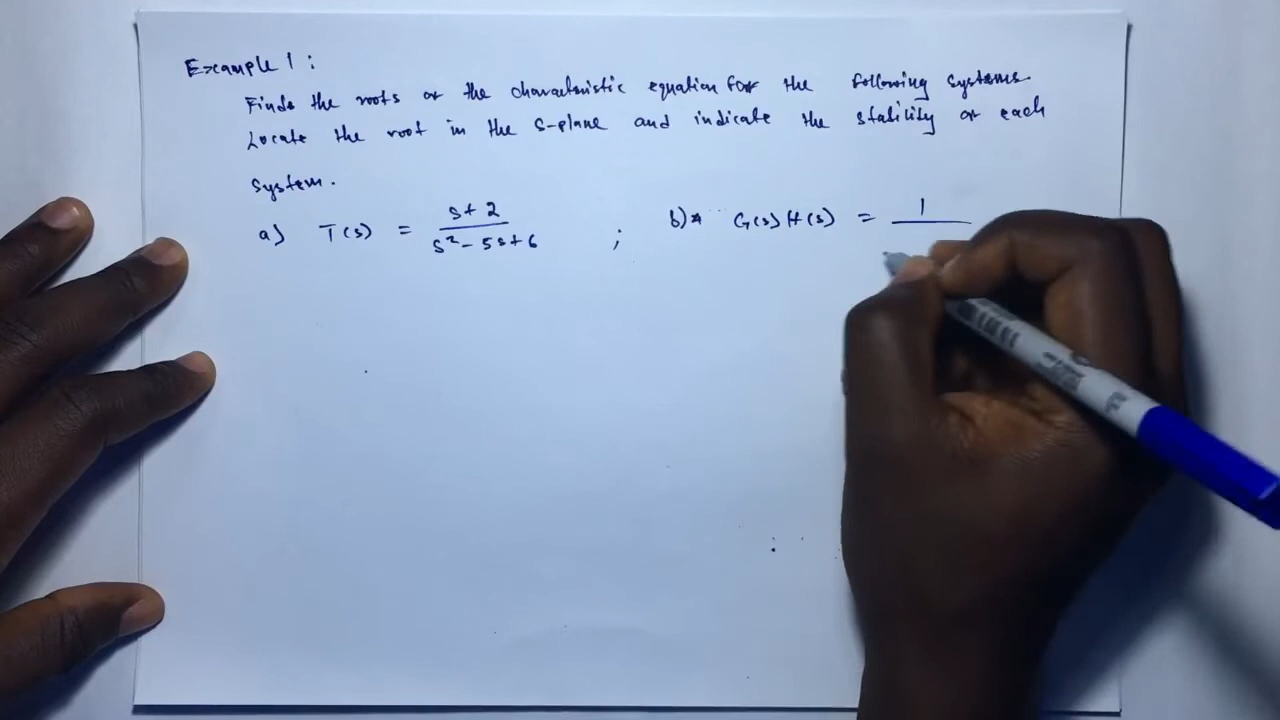 Example 1:
Finds the roots of the characteristic equation for the following systems.
Locate the root in the S-plane and indicate the stability of each
system.
a) T(s) = s+2 / s² - 5s + 6 ; b) G(s)H(s) = 1 /